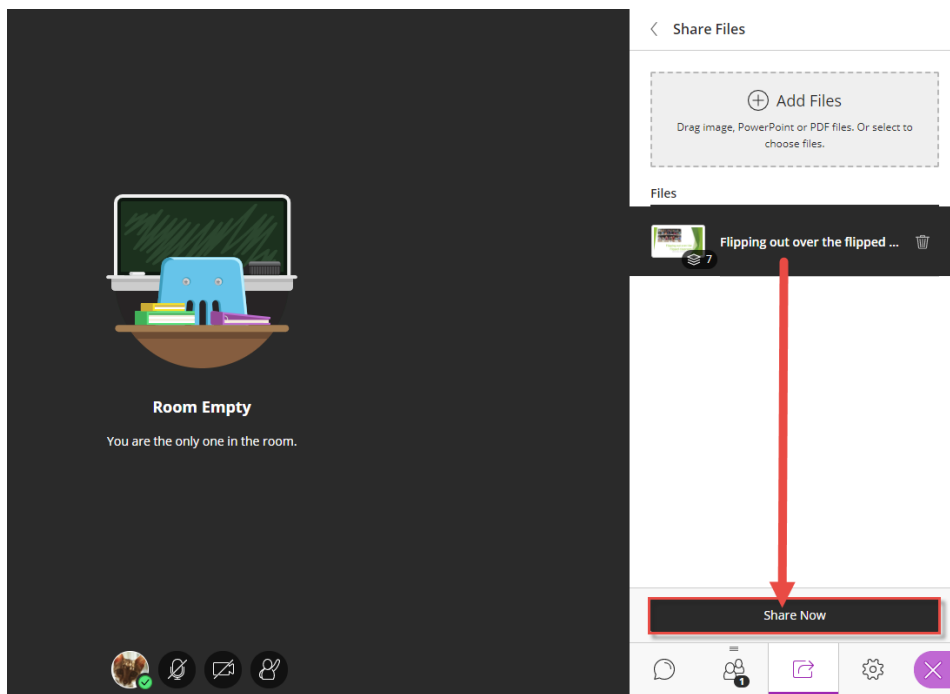 Share Files
Add Files
Drag image, PowerPoint or PDF files. Or select to
choose files.
Files
Flipping out over the flipped ...
7
Room Empty
You are the only one in the room.
Share Now
1